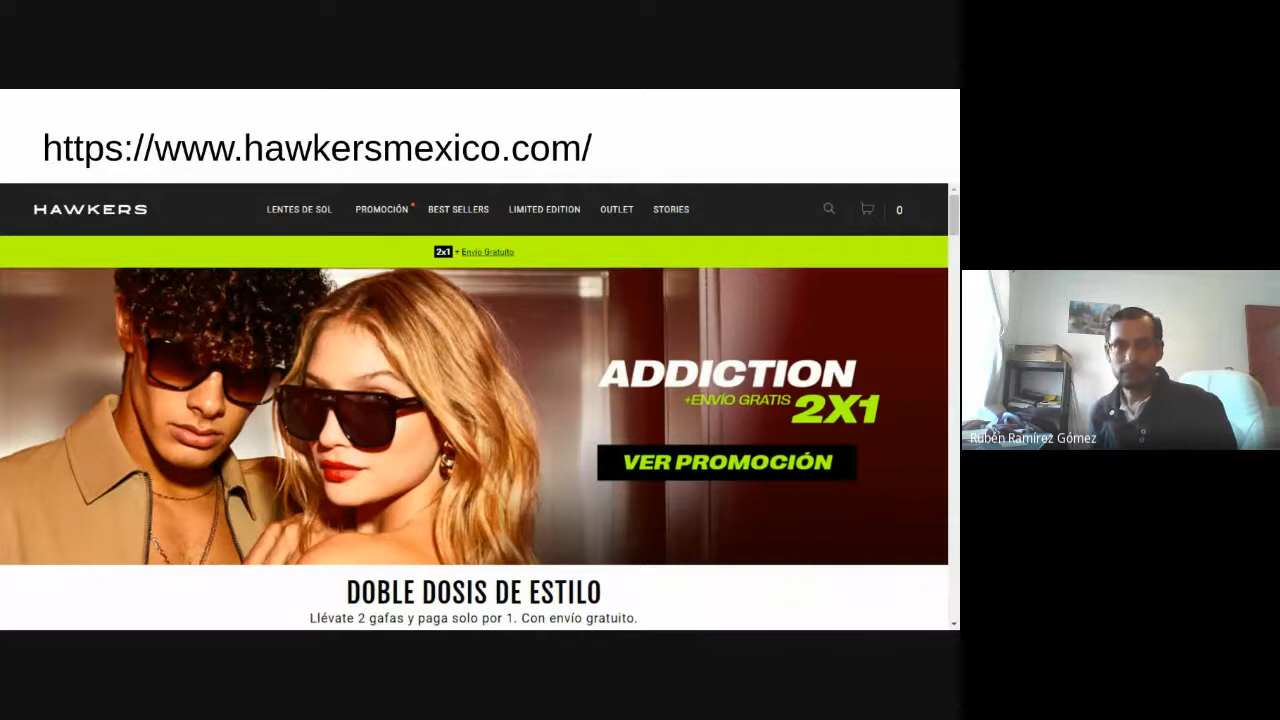 https://www.hawkersmexico.com/
HAWKERS LENTES DE SOL PROMOCIÓN BEST SELLERS LIMITED EDITION OUTLET STORIES 0
2x1 + Envío Gratuito
ADDICTION
+ENVÍO GRATIS 2X1
VER PROMOCIÓN
DOBLE DOSIS DE ESTILO
Llévate 2 gafas y paga solo por 1. Con envío gratuito.
Rubén Ramírez Gómez